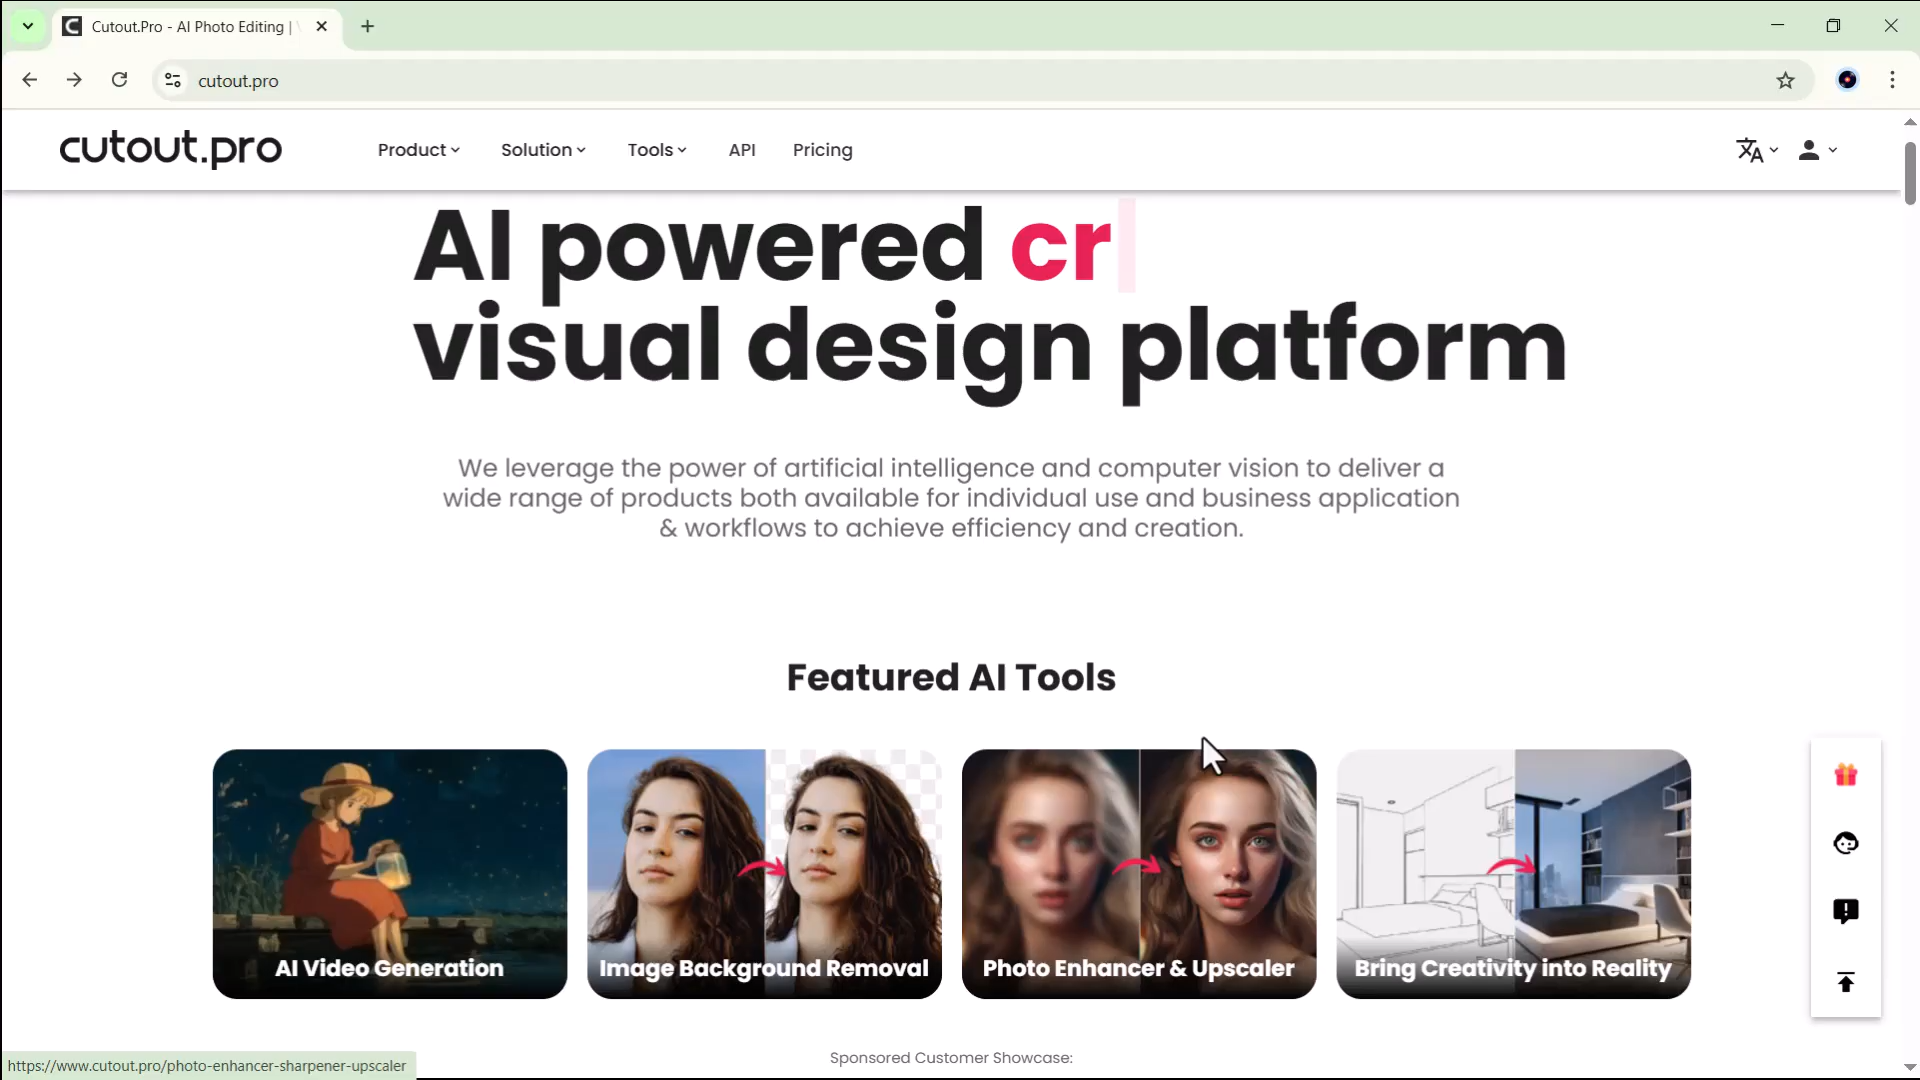 Cutout.Pro - AI Photo Editing |
cutout.pro
cutout.pro
Product
Solution
Tools
API
Pricing
AI powered cr
visual design platform
We leverage the power of artificial intelligence and computer vision to deliver a
wide range of products both available for individual use and business application
& workflows to achieve efficiency and creation.
Featured AI Tools
AI Video Generation
Image Background Removal
Photo Enhancer & Upscaler
Bring Creativity into Reality
Sponsored Customer Showcase:
https://www.cutout.pro/photo-enhancer-sharpener-upscaler